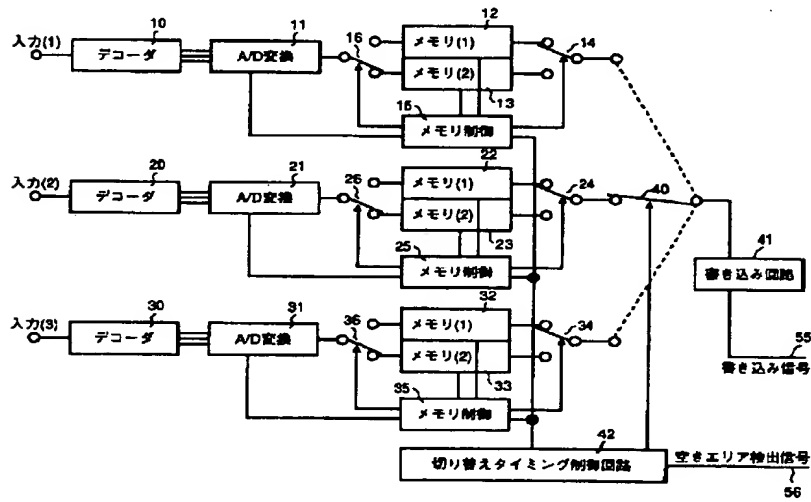 入力(1)
10
デコーダ
11
A/D変換
16
12
メモリ(1)
メモリ(2)
13
14
15
メモリ制御
入力(2)
20
デコーダ
21
A/D変換
26
22
メモリ(1)
メモリ(2)
23
24
25
メモリ制御
40
41
書き込み回路
55
書き込み信号
入力(3)
30
デコーダ
31
A/D変換
36
32
メモリ(1)
メモリ(2)
33
34
35
メモリ制御
42
切り替えタイミング制御回路
空きエリア検出信号
56